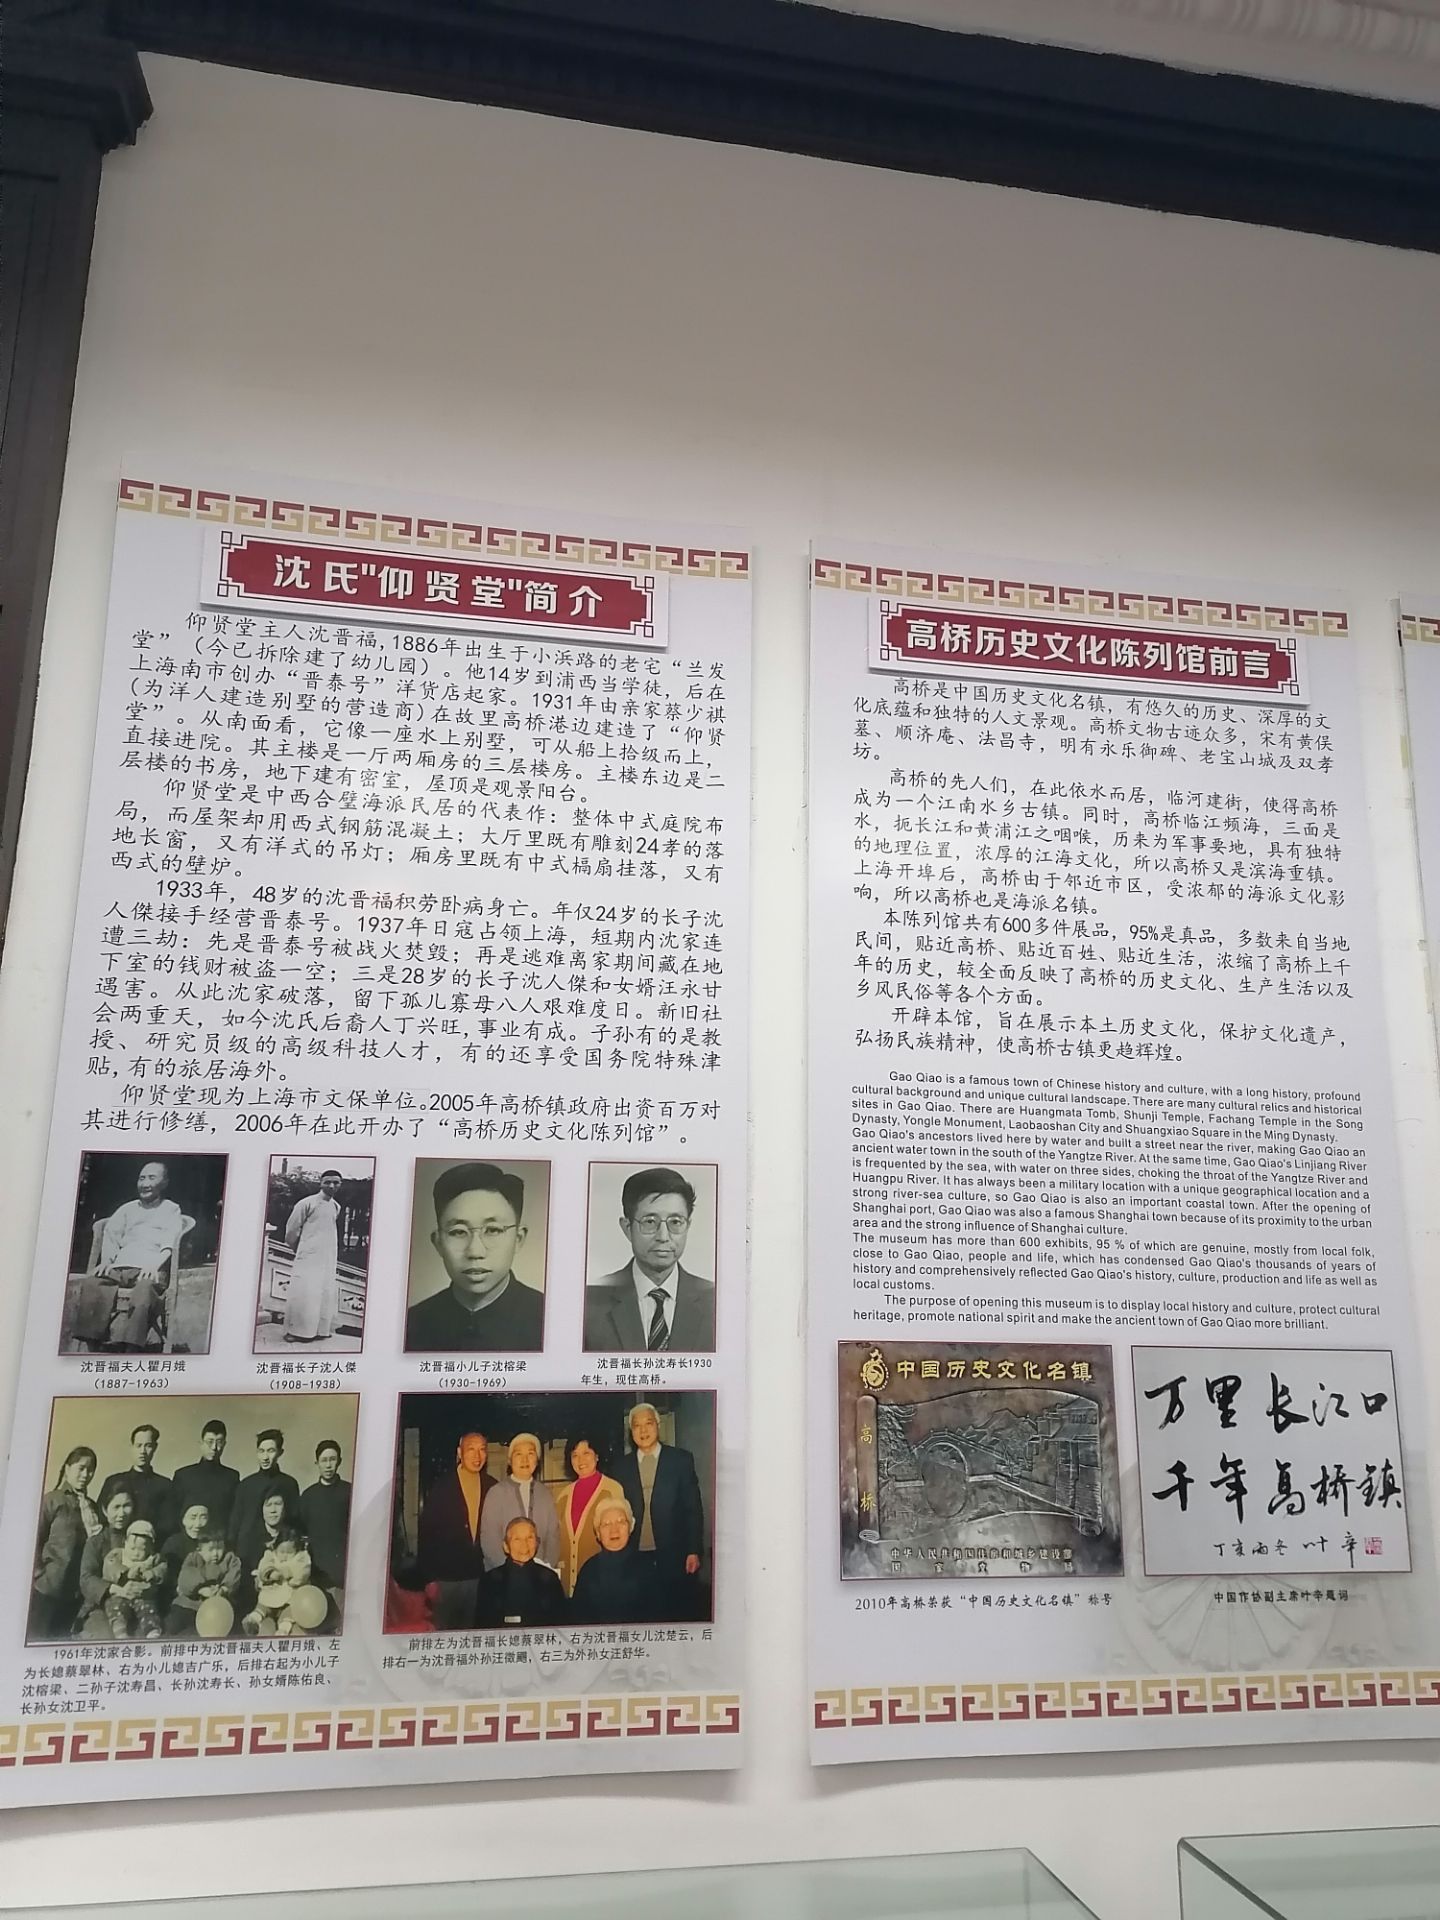 沈氏"仰贤堂"简介
仰贤堂主人沈晋福,1886年出生于小浜路的老宅“兰发
堂”（今已拆除建了幼儿园）。他14岁到浦西当学徒，后在
上海南市创办“晋泰号”洋货店起家。1931年由亲家蔡少祺
(为洋人建造别墅的营造商)在故里高桥港边建造了“仰贤
堂”。从南面看，它像一座水上别墅，可从船上拾级而上，
直接进院。其主楼是一厅两厢房的三层楼房。主楼东边是二
层楼的书房，地下建有密室，屋顶是观景阳台。
仰贤堂是中西合璧海派民居的代表作：整体中式庭院布
局，而屋架却用西式钢筋混凝土；大厅里既有雕刻24孝的落
地长窗，又有洋式的吊灯；厢房里既有中式槅扇挂落，又有
西式的壁炉。
1933年，48岁的沈晋福积劳卧病身亡。年仅24岁的长子沈
人傑接手经营晋泰号。1937年日寇占领上海，短期内沈家连
遭三劫：先是晋泰号被战火焚毁；再是逃难离家期间藏在地
下室的钱财被盗一空；三是28岁的长子沈人傑和女婿汪永甘
遇害。从此沈家破落，留下孤儿寡母八人艰难度日。新旧社
会两重天，如今沈氏后裔人丁兴旺,事业有成。子孙有的是教
授、研究员级的高级科技人才，有的还享受国务院特殊津
贴,有的旅居海外。
仰贤堂现为上海市文保单位。2005年高桥镇政府出资百万对
其进行修缮，2006年在此开办了“高桥历史文化陈列馆”。
沈晋福夫人瞿月娥
（1887-1963）
沈晋福长子沈人傑
（1908-1938）
沈晋福小儿子沈榕梁
（1930-1969）
沈晋福长孙沈寿长1930
年生，现住高桥。
1961年沈家合影。前排中为沈晋福夫人瞿月娥、左
为长媳蔡翠林、右为小儿媳吉广乐，后排右起为小儿子
沈榕梁、二孙子沈寿昌、长孙沈寿长、孙女婿陈佑良、
长孙女沈卫平。
前排左为沈晋福长媳蔡翠林，右为沈晋福女儿沈楚云，后
排右一为沈晋福外孙汪微飓，右三为外孙女汪舒华。
高桥历史文化陈列馆前言
高桥是中国历史文化名镇，有悠久的历史、深厚的文
化底蕴和独特的人文景观。高桥文物古迹众多，宋有黄俣
墓、顺济庵、法昌寺，明有永乐御碑、老宝山城及双孝
坊。
高桥的先人们，在此依水而居，临河建街，使得高桥
成为一个江南水乡古镇。同时，高桥临江频海，三面是
水，扼长江和黄浦江之咽喉，历来为军事要地，具有独特
的地理位置，浓厚的江海文化，所以高桥又是滨海重镇。
上海开埠后，高桥由于邻近市区，受浓郁的海派文化影
响，所以高桥也是海派名镇。
本陈列馆共有600多件展品，95%是真品，多数来自当地
民间，贴近高桥、贴近百姓、贴近生活，浓缩了高桥上千
年的历史，较全面反映了高桥的历史文化、生产生活以及
乡风民俗等各个方面。
开辟本馆，旨在展示本土历史文化，保护文化遗产，
弘扬民族精神，使高桥古镇更趋辉煌。
Gao Qiao is a famous town of Chinese history and culture, with a long history, profound
cultural background and unique cultural landscape. There are many cultural relics and historical
sites in Gao Qiao. There are Huangmata Tomb, Shunji Temple, Fachang Temple in the Song
Dynasty, Yongle Monument, Laobaoshan City and Shuangxiao Square in the Ming Dynasty.
Gao Qiao's ancestors lived here by water and built a street near the river, making Gao Qiao an
ancient water town in the south of the Yangtze River. At the same time, Gao Qiao's Linjiang River
is frequented by the sea, with water on three sides, choking the throat of the Yangtze River and
Huangpu River. It has always been a military location with a unique geographical location and a
strong river-sea culture, so Gao Qiao is also an important coastal town. After the opening of
Shanghai port, Gao Qiao was also a famous Shanghai town because of its proximity to the urban
area and the strong influence of Shanghai culture.
The museum has more than 600 exhibits, 95 % of which are genuine, mostly from local folk,
close to Gao Qiao, people and life, which has condensed Gao Qiao's thousands of years of
history and comprehensively reflected Gao Qiao's history, culture, production and life as well as
local customs.
The purpose of opening this museum is to display local history and culture, protect cultural
heritage, promote national spirit and make the ancient town of Gao Qiao more brilliant.
中国历史文化名镇
高桥
中华人民共和国住房和城乡建设部
国家文物局
2010年高桥荣获“中国历史文化名镇”称号
万里长江口
千年高桥镇
丁亥雨冬 叶辛
中国作协副主席叶辛题词